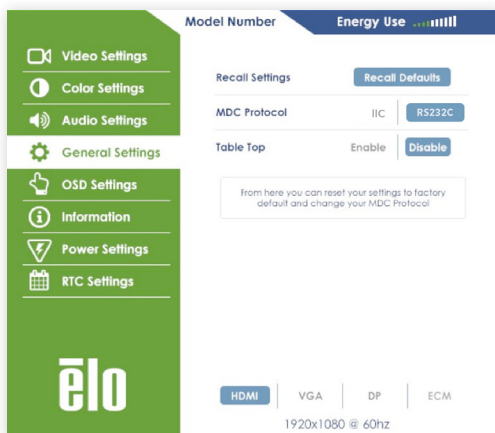 Model Number
Energy Use
Video Settings
Color Settings
Audio Settings
General Settings
OSD Settings
Information
Power Settings
RTC Settings
Recall Settings Recall Defaults
MDC Protocol IIC RS232C
Table Top Enable Disable
From here you can reset your settings to factory
default and change your MDC Protocol
ēlo
HDMI VGA DP ECM
1920x1080 @ 60hz